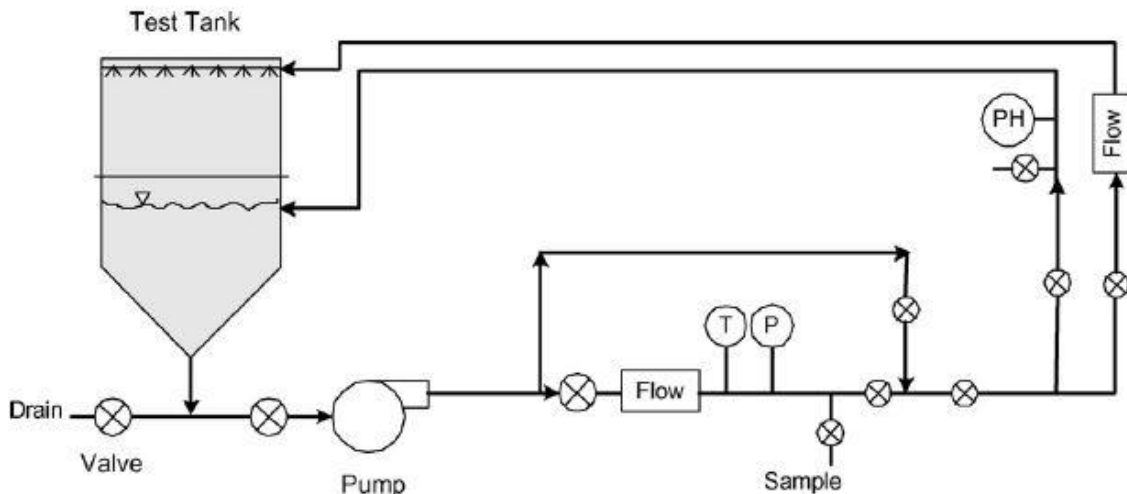 Test Tank
PH
Flow
T
P
Flow
Drain
Valve
Pump
Sample